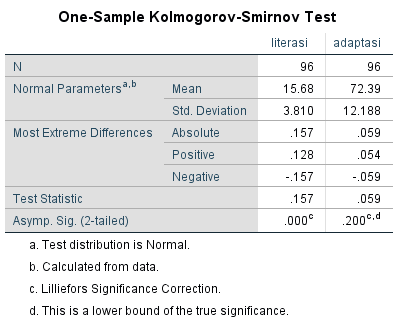 One-Sample Kolmogorov-Smirnov Test
literasi adaptasi
N 96 96
Normal Parameters a,b Mean 15.68 72.39
Std. Deviation 3.810 12.188
Most Extreme Differences Absolute .157 .059
Positive .128 .054
Negative -.157 -.059
Test Statistic .157 .059
Asymp. Sig. (2-tailed) .000c .200c,d
a. Test distribution is Normal.
b. Calculated from data.
c. Lilliefors Significance Correction.
d. This is a lower bound of the true significance.